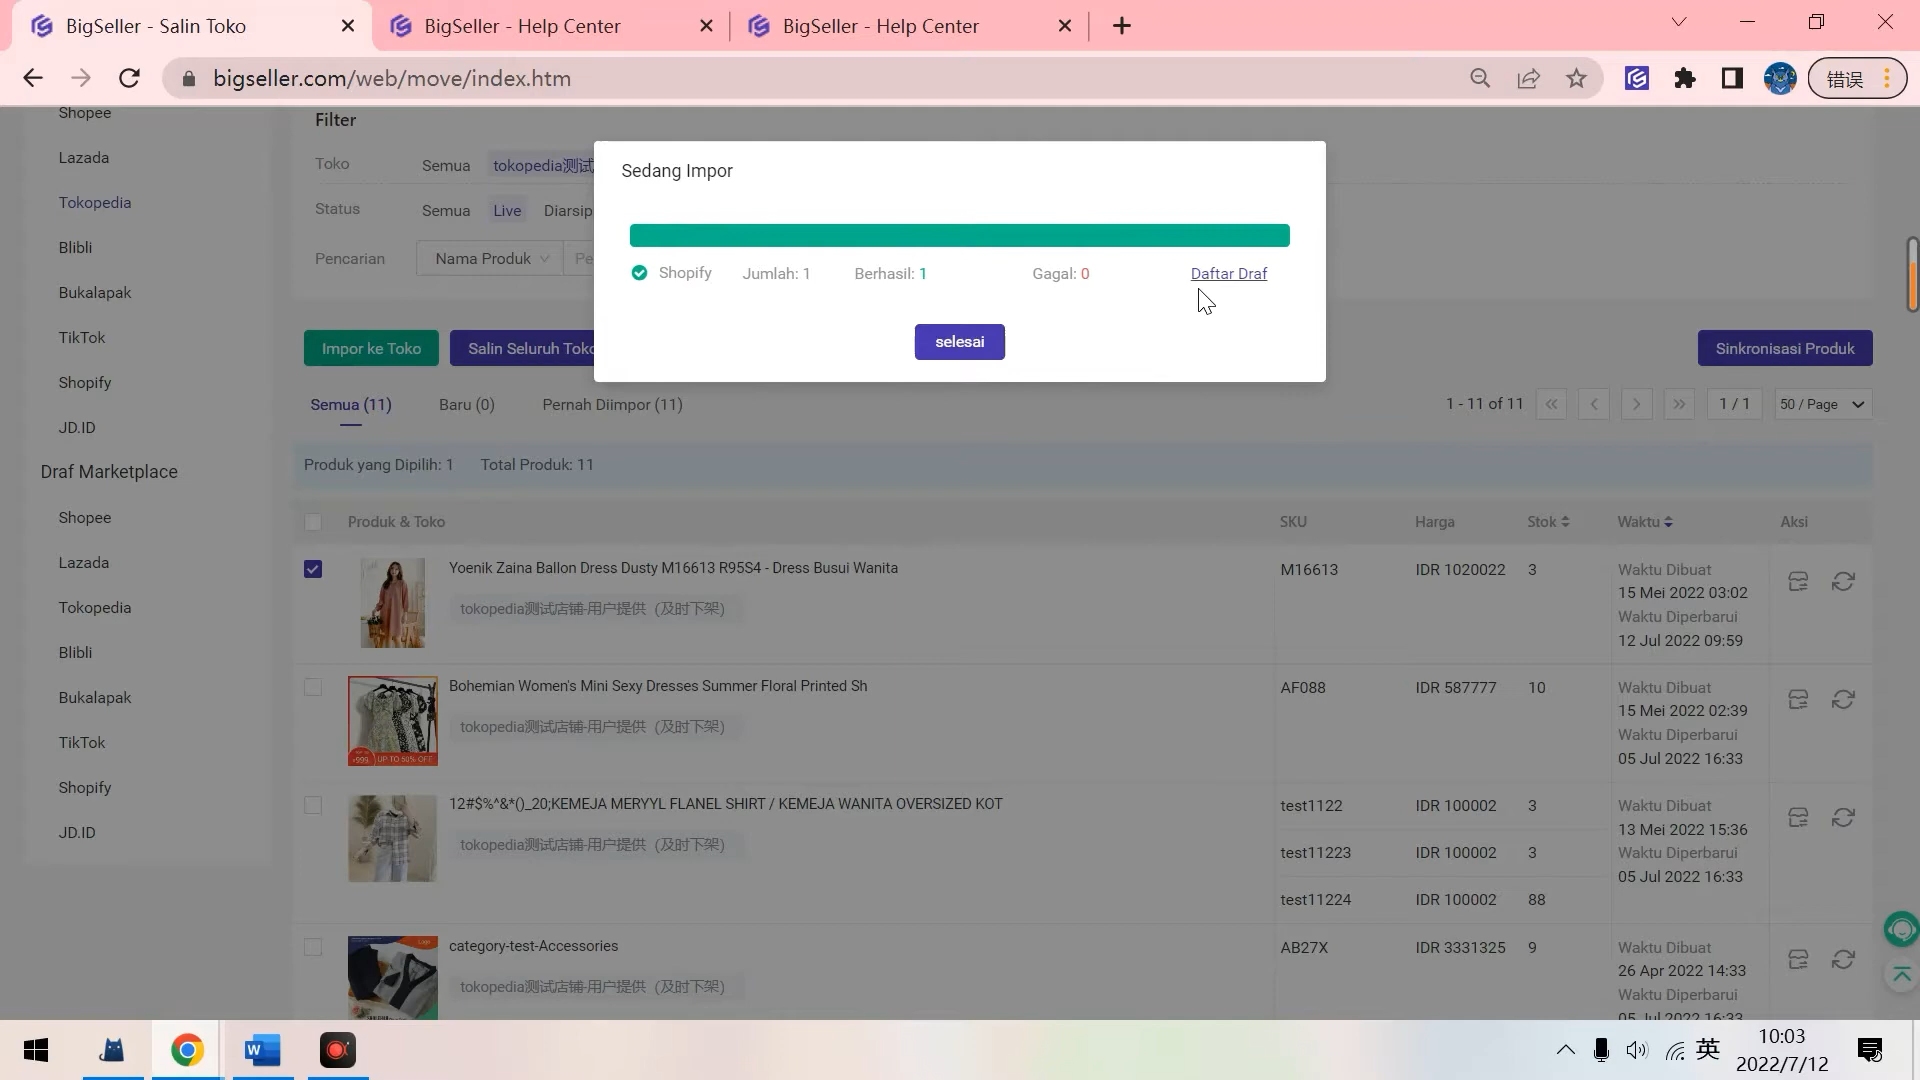 BigSeller - Salin Toko
BigSeller - Help Center
BigSeller - Help Center
bigseller.com/web/move/index.htm
错误
Shopee
Lazada
Tokopedia
Blibli
Bukalapak
TikTok
Shopify
JD.ID
Draf Marketplace
Shopee
Lazada
Tokopedia
Blibli
Bukalapak
TikTok
Shopify
JD.ID
Filter
Toko Semua tokopedia测试
Status Semua Live Diarsip
Pencarian Nama Produk Pe
Sedang Impor
Shopify Jumlah: 1 Berhasil: 1 Gagal: 0 Daftar Draf
selesai
Impor ke Toko Salin Seluruh Toko Sinkronisasi Produk
Semua (11) Baru (0) Pernah Diimpor (11) 1 - 11 of 11 1 / 1 50 / Page
Produk yang Dipilih: 1 Total Produk: 11
Produk & Toko SKU Harga Stok Waktu Aksi
Yoenik Zaina Ballon Dress Dusty M16613 R95S4 - Dress Busui Wanita
tokopedia测试店铺-用户提供（及时下架）
M16613 IDR 1020022 3
Waktu Dibuat
15 Mei 2022 03:02
Waktu Diperbarui
12 Jul 2022 09:59
Bohemian Women's Mini Sexy Dresses Summer Floral Printed Sh
tokopedia测试店铺-用户提供（及时下架）
+999 UP TO 50% OFF
AF088 IDR 587777 10
Waktu Dibuat
15 Mei 2022 02:39
Waktu Diperbarui
05 Jul 2022 16:33
12#$%^&*()_20;KEMEJA MERYYL FLANEL SHIRT / KEMEJA WANITA OVERSIZED KOT
tokopedia测试店铺-用户提供（及时下架）
test1122 IDR 100002 3
test11223 IDR 100002 3
test11224 IDR 100002 88
Waktu Dibuat
13 Mei 2022 15:36
Waktu Diperbarui
05 Jul 2022 16:33
category-test-Accessories
tokopedia测试店铺-用户提供（及时下架）
AB27X IDR 3331325 9
Waktu Dibuat
26 Apr 2022 14:33
Waktu Diperbarui
05 Jul 2022 16:33
英
10:03
2022/7/12